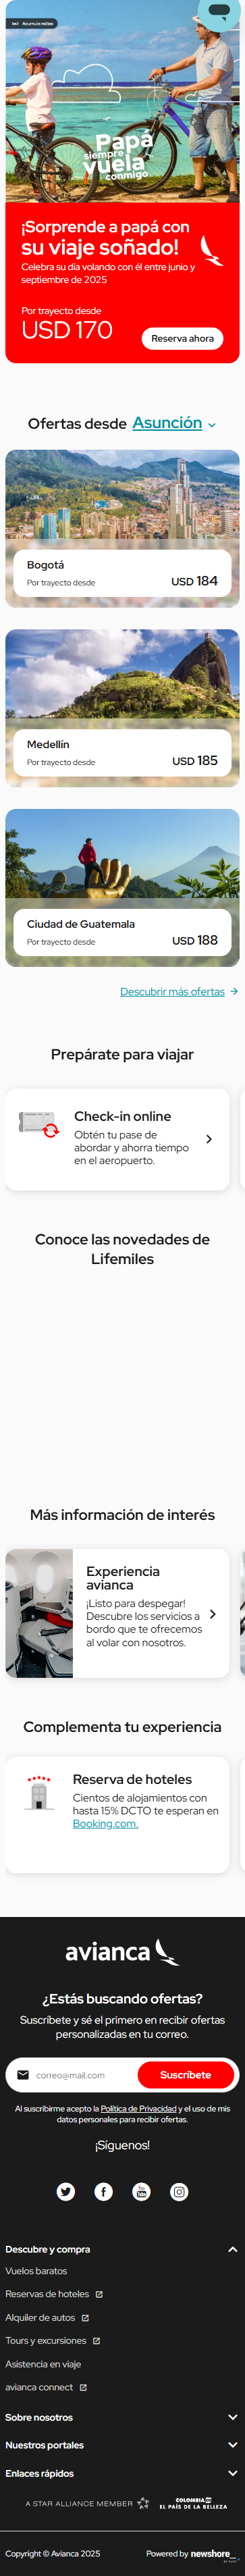 Acumula millas
Papá
siempre
vuela
conmigo
¡Sorprende a papá con
su viaje soñado!
Celebra su día volando con él entre junio y
septiembre de 2025
Por trayecto desde
USD 170
Reserva ahora
Ofertas desde Asunción
Bogotá
Por trayecto desde USD 184
Medellín
Por trayecto desde USD 185
Ciudad de Guatemala
Por trayecto desde USD 188
Descubrir más ofertas
Prepárate para viajar
Check-in online
Obtén tu pase de
abordar y ahorra tiempo
en el aeropuerto.
Conoce las novedades de
Lifemiles
Más información de interés
Experiencia
avianca
¡Listo para despegar!
Descubre los servicios a
bordo que te ofrecemos
al volar con nosotros.
Complementa tu experiencia
Reserva de hoteles
Cientos de alojamientos con
hasta 15% DCTO te esperan en
Booking.com.
avianca
¿Estás buscando ofertas?
Suscríbete y sé el primero en recibir ofertas
personalizadas en tu correo.
correo@mail.com
Suscríbete
Al suscribirme acepto la Política de Privacidad y el uso de mis
datos personales para recibir ofertas.
¡Síguenos!
Descubre y compra
Vuelos baratos
Reservas de hoteles
Alquiler de autos
Tours y excursiones
Asistencia en viaje
avianca connect
Sobre nosotros
Nuestros portales
Enlaces rápidos
A STAR ALLIANCE MEMBER
COLOMBIA
EL PAÍS DE LA BELLEZA
Copyright © Avianca 2025
Powered by newshore_